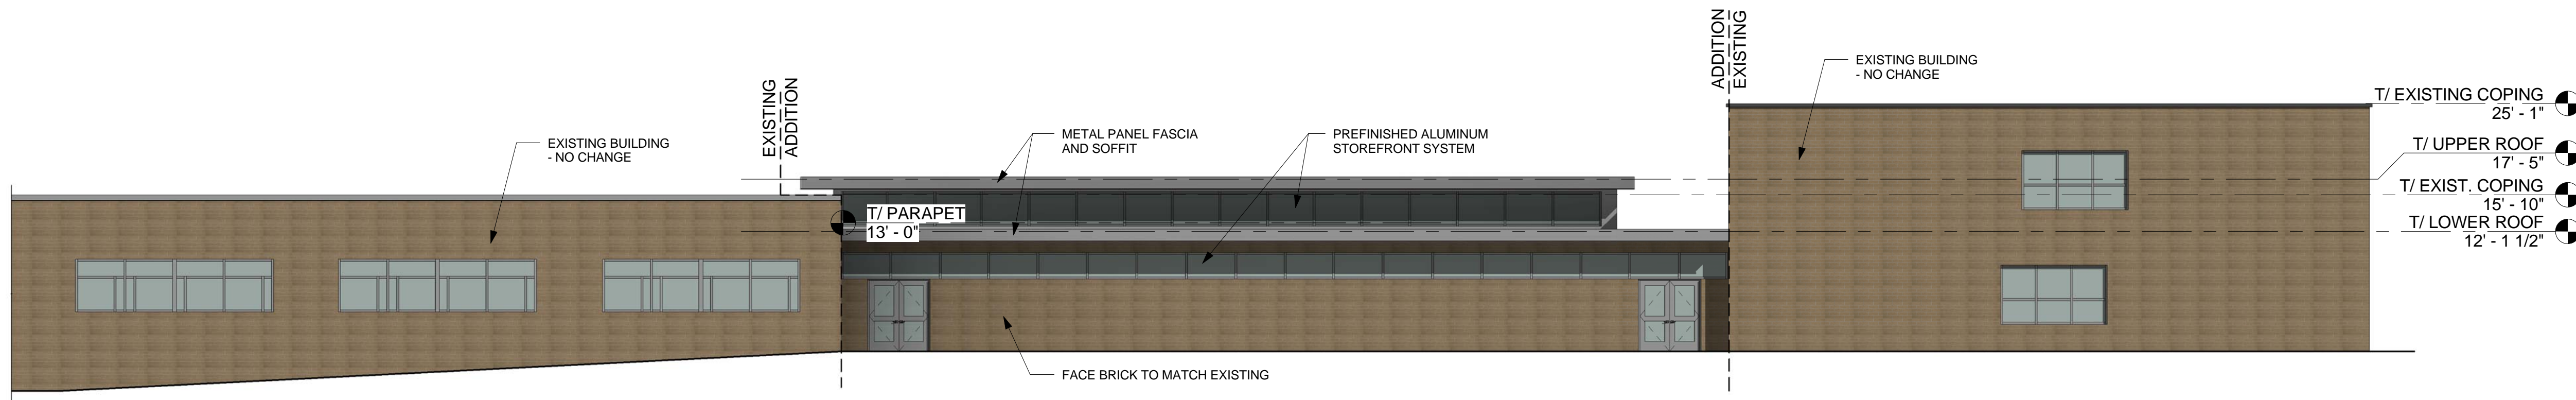 EXISTING BUILDING
- NO CHANGE
EXISTING
ADDITION
T/ PARAPET
13' - 0"
METAL PANEL FASCIA
AND SOFFIT
PREFINISHED ALUMINUM
STOREFRONT SYSTEM
FACE BRICK TO MATCH EXISTING
ADDITION
EXISTING
EXISTING BUILDING
- NO CHANGE
T/ EXISTING COPING
25' - 1"
T/ UPPER ROOF
17' - 5"
T/ EXIST. COPING
15' - 10"
T/ LOWER ROOF
12' - 1 1/2"